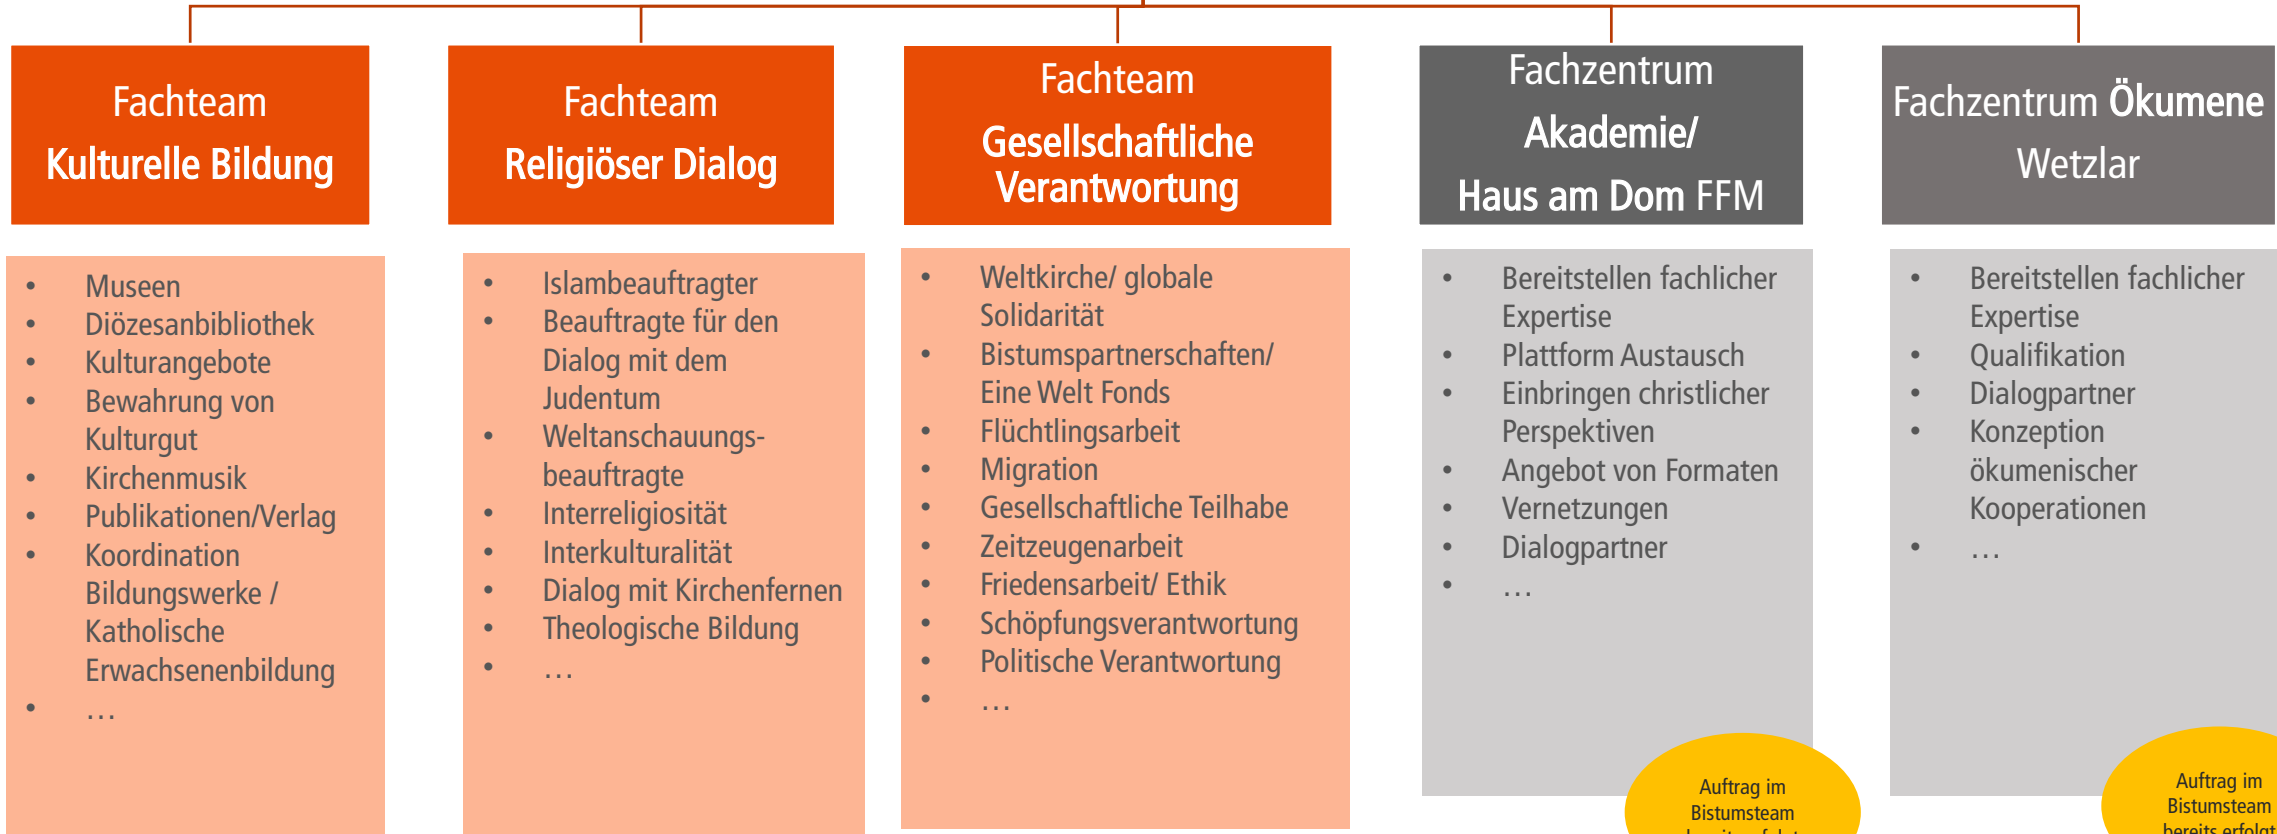 Fachteam
Kulturelle Bildung
• Museen
• Diözesanbibliothek
• Kulturangebote
• Bewahrung von
Kulturgut
• Kirchenmusik
• Publikationen/Verlag
• Koordination
Bildungswerke /
Katholische
Erwachsenenbildung
• …
Fachteam
Religiöser Dialog
• Islambeauftragter
• Beauftragte für den
Dialog mit dem
Judentum
• Weltanschauungs-
beauftragte
• Interreligiosität
• Interkulturalität
• Dialog mit Kirchenfernen
• Theologische Bildung
• …
Fachteam
Gesellschaftliche
Verantwortung
• Weltkirche/ globale
Solidarität
• Bistumspartnerschaften/
Eine Welt Fonds
• Flüchtlingsarbeit
• Migration
• Gesellschaftliche Teilhabe
• Zeitzeugenarbeit
• Friedensarbeit/ Ethik
• Schöpfungsverantwortung
• Politische Verantwortung
• …
Fachzentrum
Akademie/
Haus am Dom FFM
• Bereitstellen fachlicher
Expertise
• Plattform Austausch
• Einbringen christlicher
Perspektiven
• Angebot von Formaten
• Vernetzungen
• Dialogpartner
• …
Auftrag im
Bistumsteam
Fachzentrum Ökumene
Wetzlar
• Bereitstellen fachlicher
Expertise
• Qualifikation
• Dialogpartner
• Konzeption
ökumenischer
Kooperationen
• …
Auftrag im
Bistumsteam
bereits erfolgt